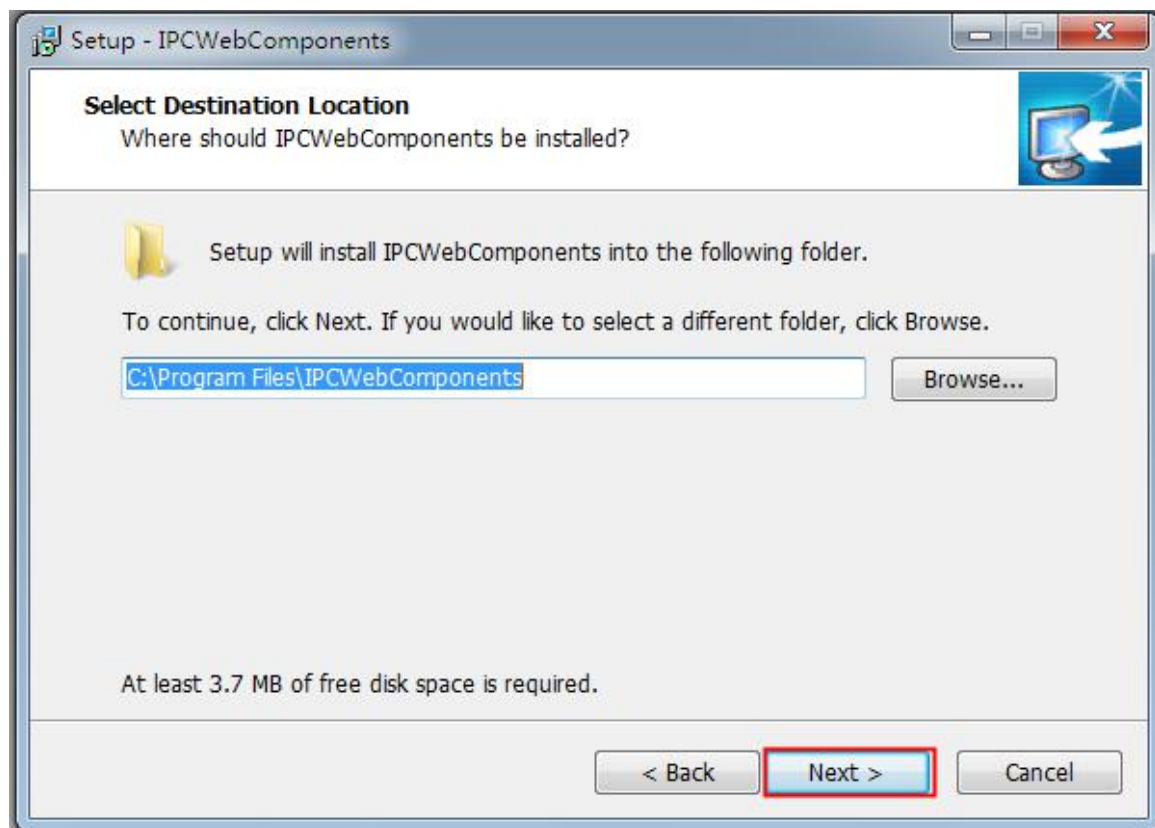 Setup - IPCWebComponents
Select Destination Location
Where should IPCWebComponents be installed?
Setup will install IPCWebComponents into the following folder.
To continue, click Next. If you would like to select a different folder, click Browse.
C:\Program Files\IPCWebComponents
Browse...
At least 3.7 MB of free disk space is required.
< Back
Next >
Cancel